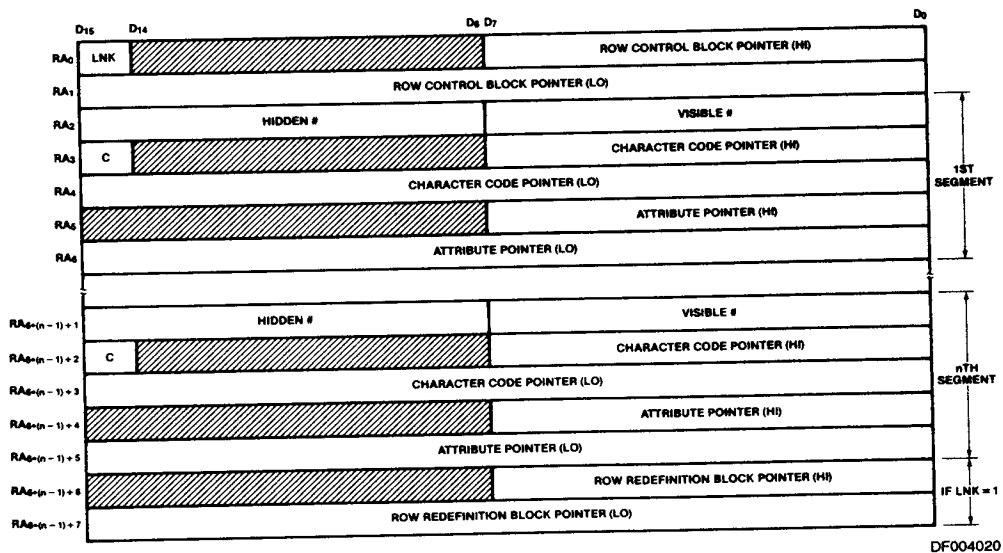 D15 D14 D8 D7 D0
RA0 LNK ROW CONTROL BLOCK POINTER (HI)
RA1 ROW CONTROL BLOCK POINTER (LO)
RA2 HIDDEN # VISIBLE #
RA3 C CHARACTER CODE POINTER (HI)
RA4 CHARACTER CODE POINTER (LO)
1ST
SEGMENT
RA5 ATTRIBUTE POINTER (HI)
RA6 ATTRIBUTE POINTER (LO)
RA6+(n − 1) + 1 HIDDEN # VISIBLE #
RA6+(n − 1) + 2 C CHARACTER CODE POINTER (HI)
RA6+(n − 1) + 3 CHARACTER CODE POINTER (LO)
nTH
SEGMENT
RA6+(n − 1) + 4 ATTRIBUTE POINTER (HI)
RA6+(n − 1) + 5 ATTRIBUTE POINTER (LO)
RA6+(n − 1) + 6 ROW REDEFINITION BLOCK POINTER (HI)
IF LNK = 1
RA6+(n − 1) + 7 ROW REDEFINITION BLOCK POINTER (LO)
DF004020